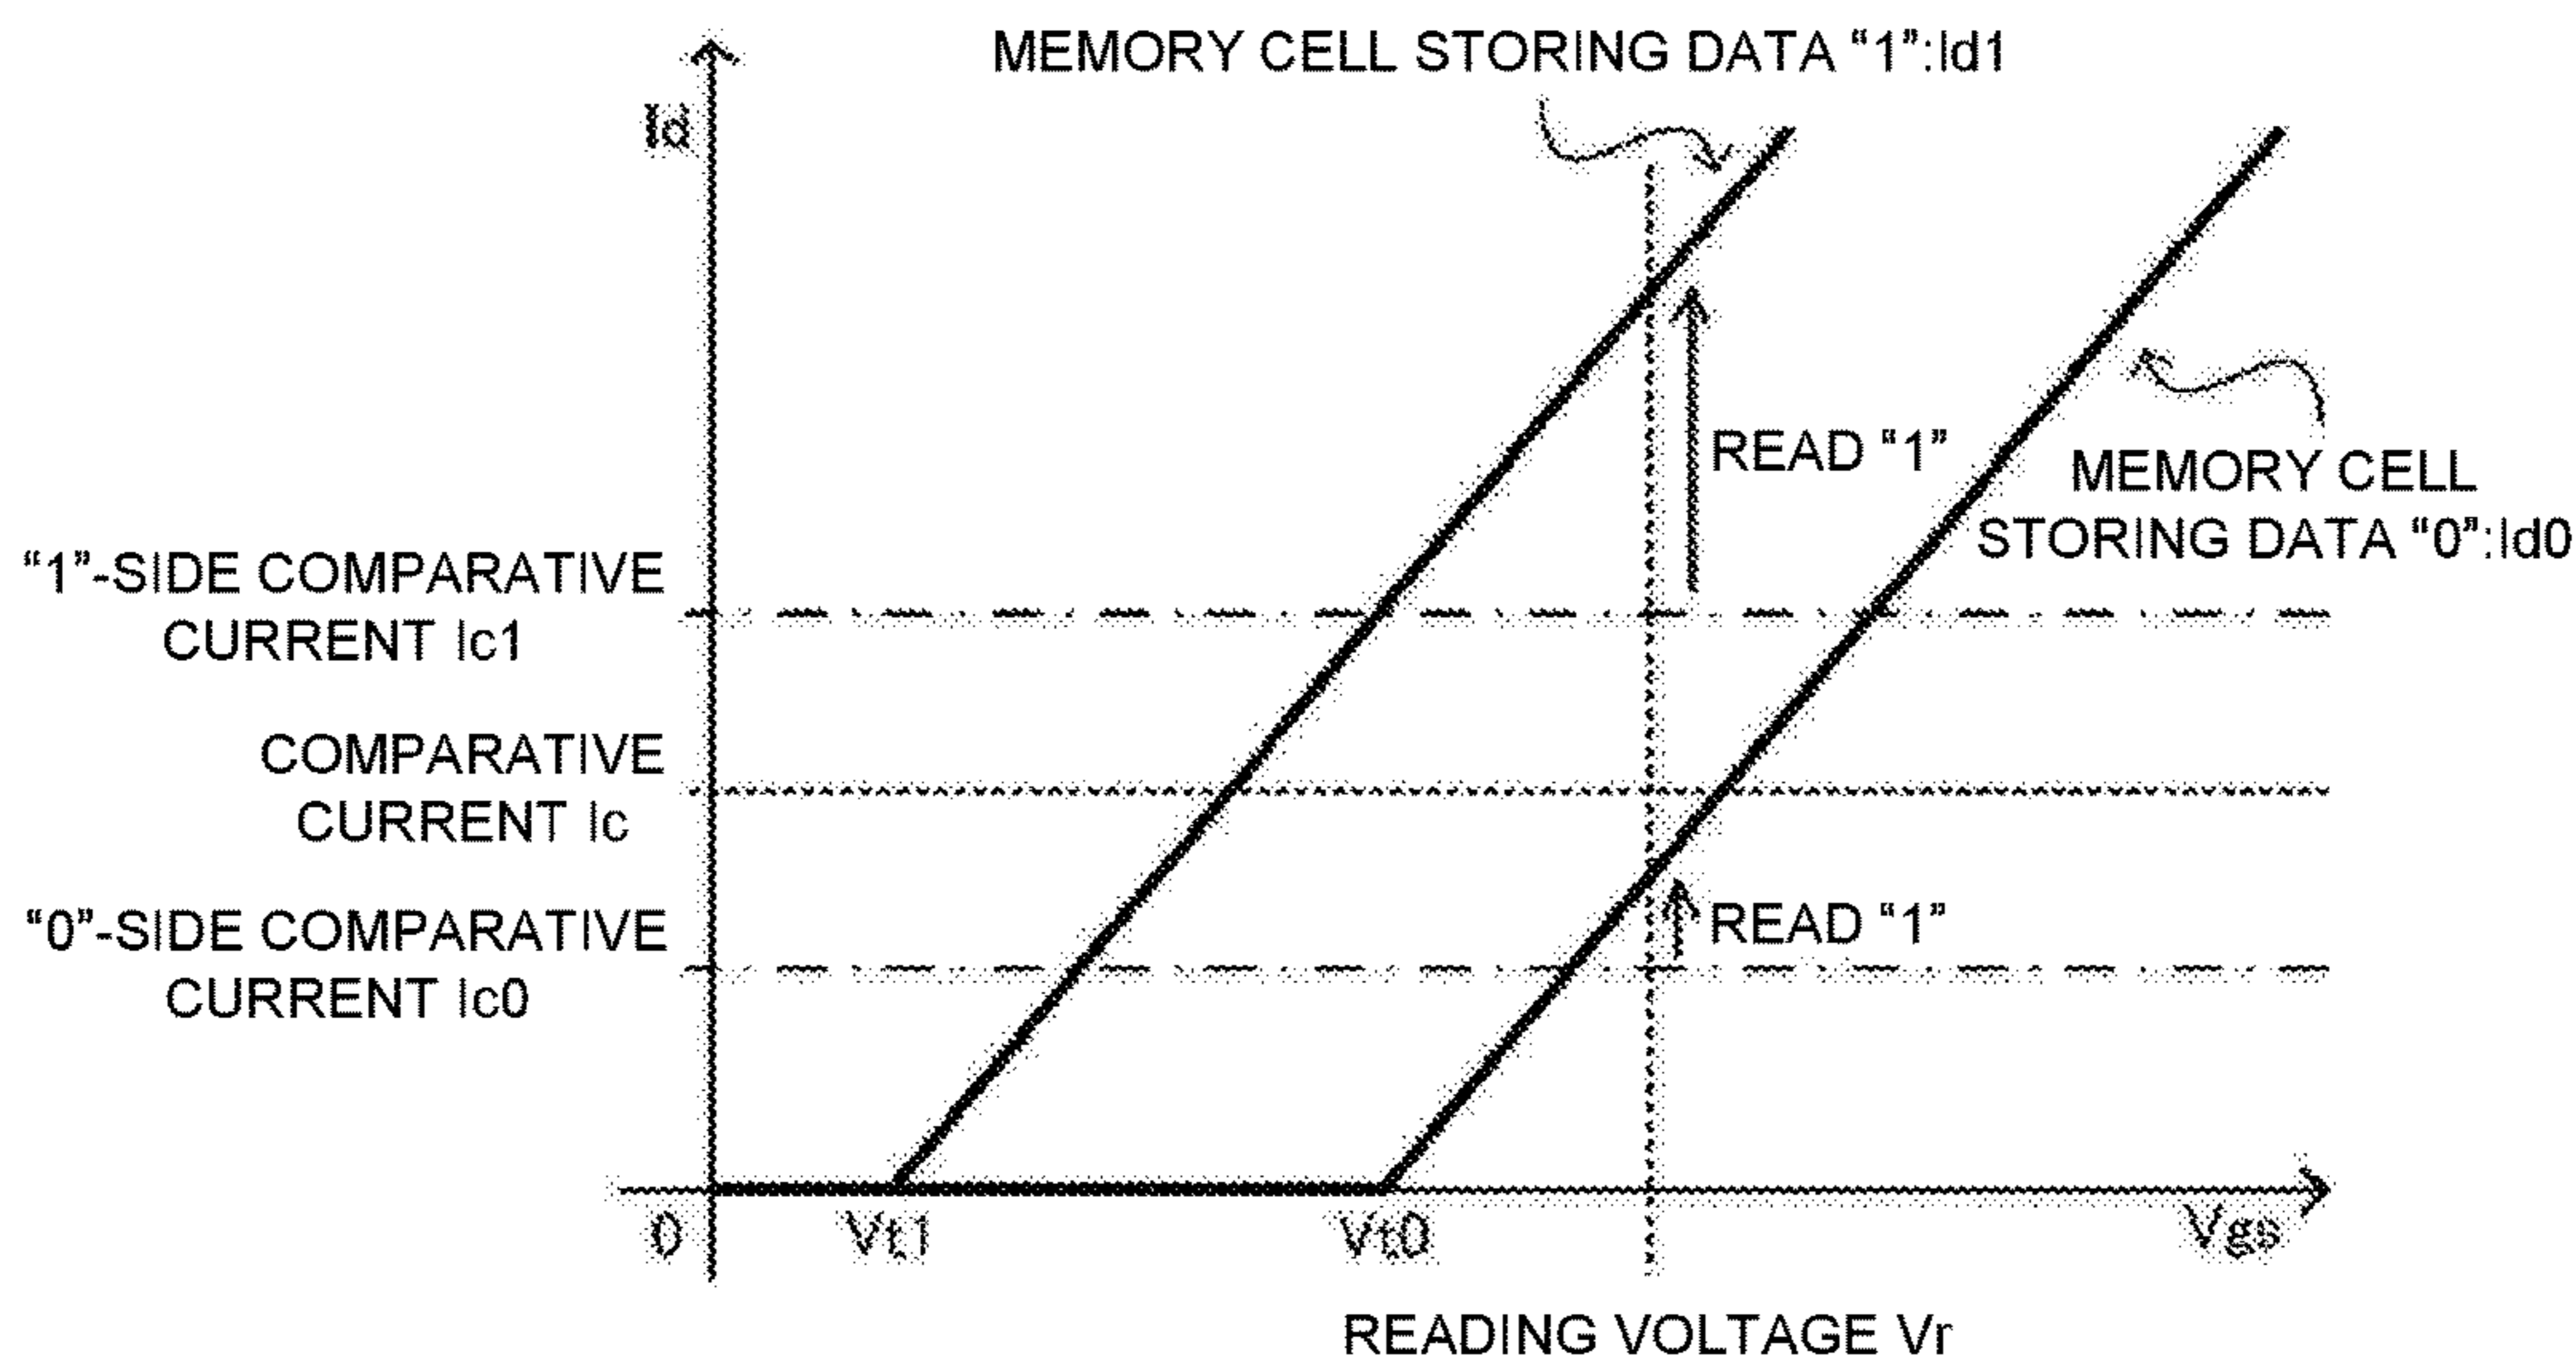 MEMORY CELL STORING DATA “1”:Id1
Id
READ “1”
MEMORY CELL
STORING DATA “0”:Id0
“1”-SIDE COMPARATIVE
CURRENT Ic1
COMPARATIVE
CURRENT Ic
“0”-SIDE COMPARATIVE
CURRENT Ic0
READ “1”
0
Vt1
Vt0
Vgs
READING VOLTAGE Vr